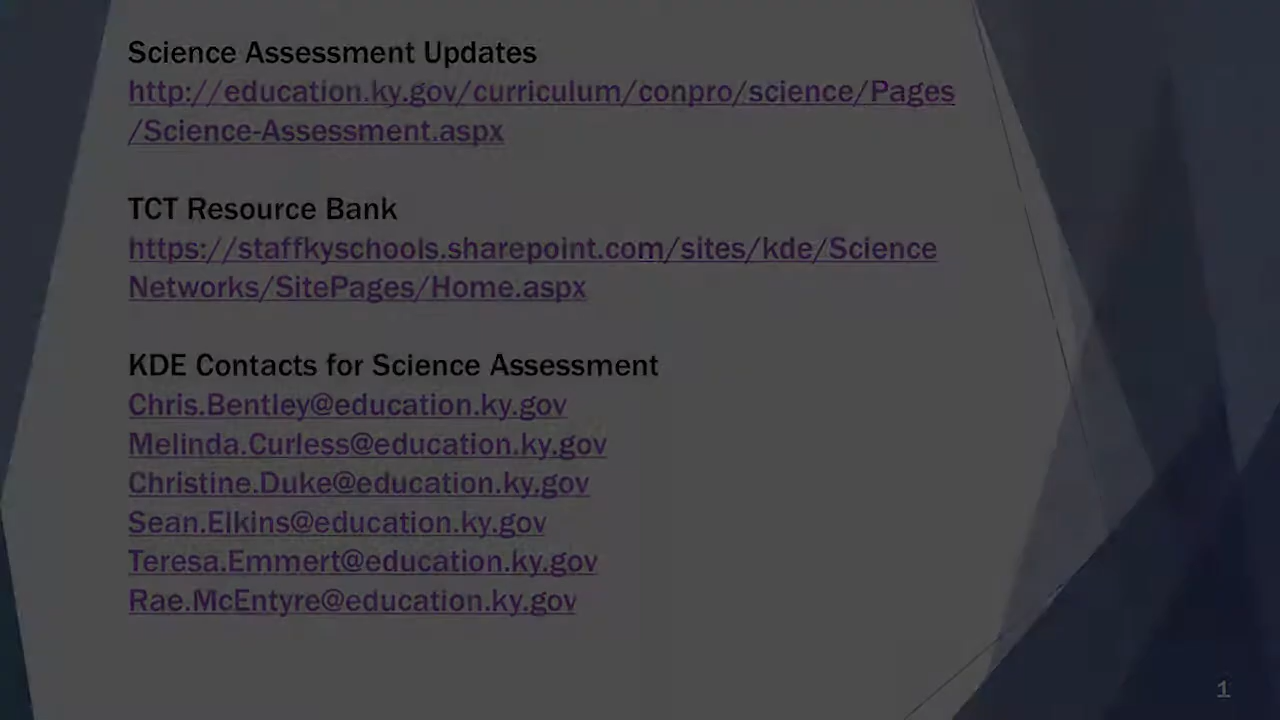 Science Assessment Updates
http://education.ky.gov/curriculum/conpro/science/Pages
/Science-Assessment.aspx
TCT Resource Bank
https://staffkyschools.sharepoint.com/sites/kde/Science
Networks/SitePages/Home.aspx
KDE Contacts for Science Assessment
Chris.Bentley@education.ky.gov
Melinda.Curless@education.ky.gov
Christine.Duke@education.ky.gov
Sean.Elkins@education.ky.gov
Teresa.Emmert@education.ky.gov
Rae.McEntyre@education.ky.gov
1